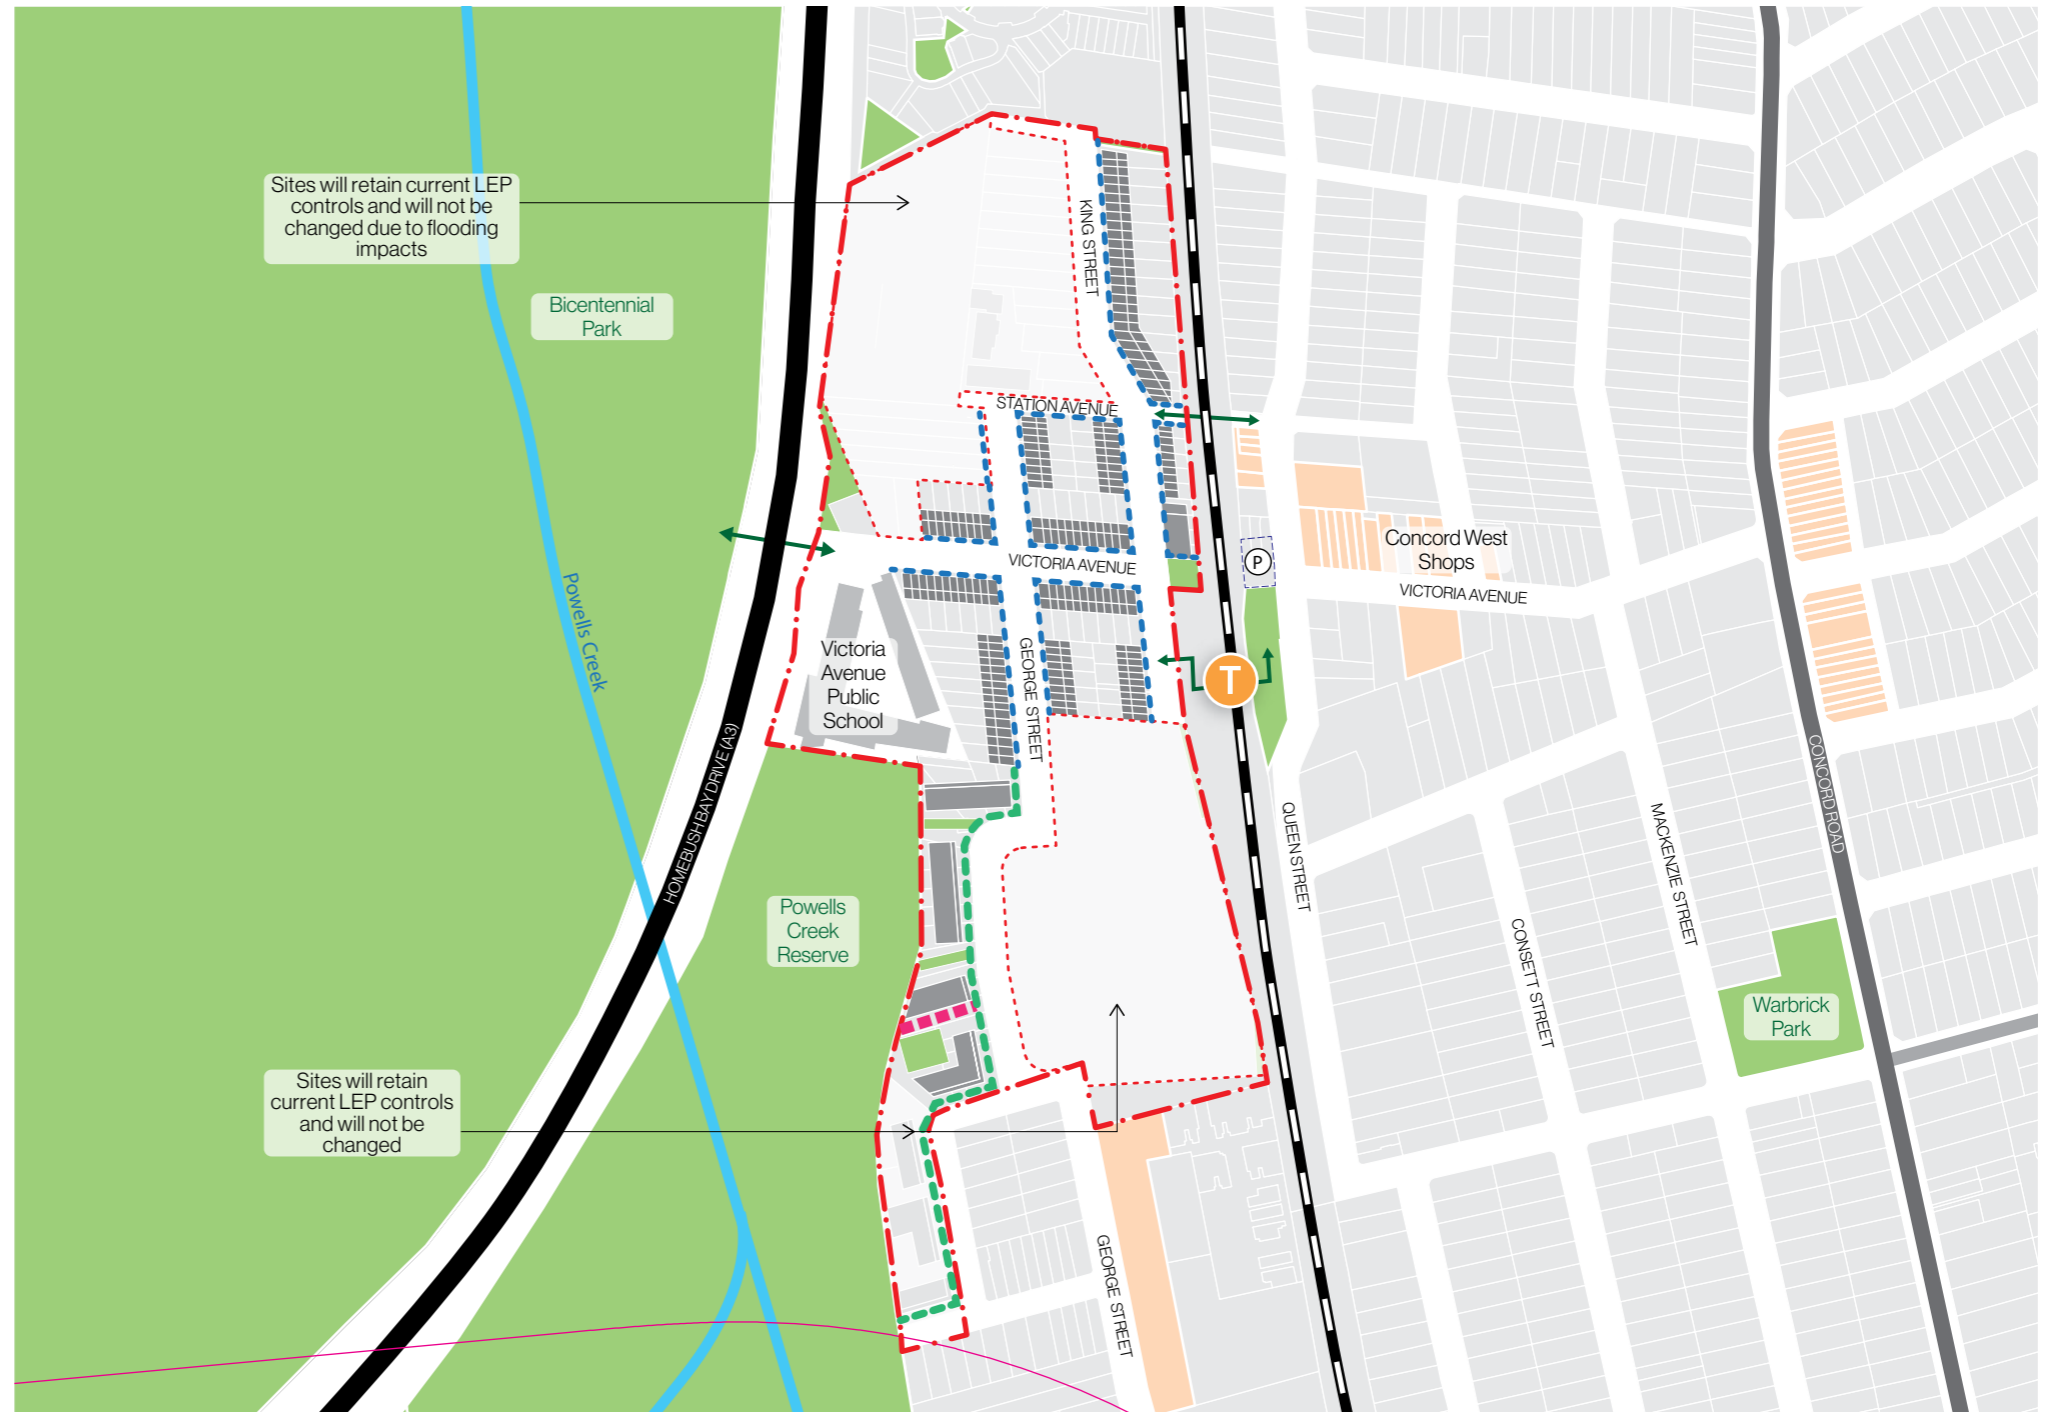 Sites will retain current LEP
controls and will not be
changed due to flooding
impacts
Bicentennial
Park
KING STREET
STATION AVENUE
VICTORIA AVENUE
Powells Creek
Victoria
Avenue
Public
School
GEORGE STREET
T
P
Concord West
Shops
VICTORIA AVENUE
HOMEBUSH BAY DRIVE (A3)
Powells
Creek
Reserve
QUEEN STREET
MACKENZIE STREET
CONCORD ROAD
CONSETT STREET
Warbrick
Park
Sites will retain
current LEP controls
and will not be
changed
GEORGE STREET